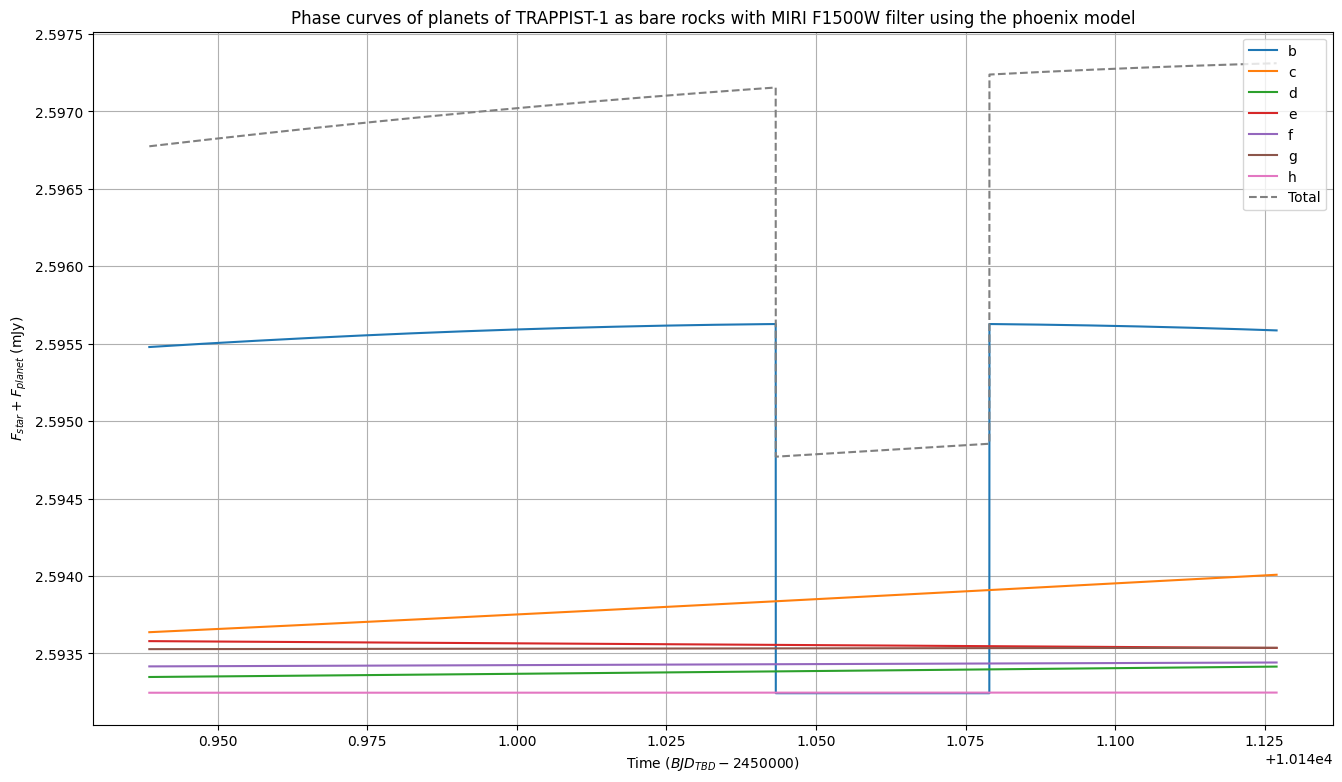 Phase curves of planets of TRAPPIST-1 as bare rocks with MIRI F1500W filter using the phoenix model
2.5975
2.5970
2.5965
2.5960
2.5955
2.5950
2.5945
2.5940
2.5935
F_star + F_planet (mJy)
b
c
d
e
f
g
h
Total
0.950
0.975
1.000
1.025
1.050
1.075
1.100
1.125
+1.014e4
Time (BJD_TBD − 2450000)